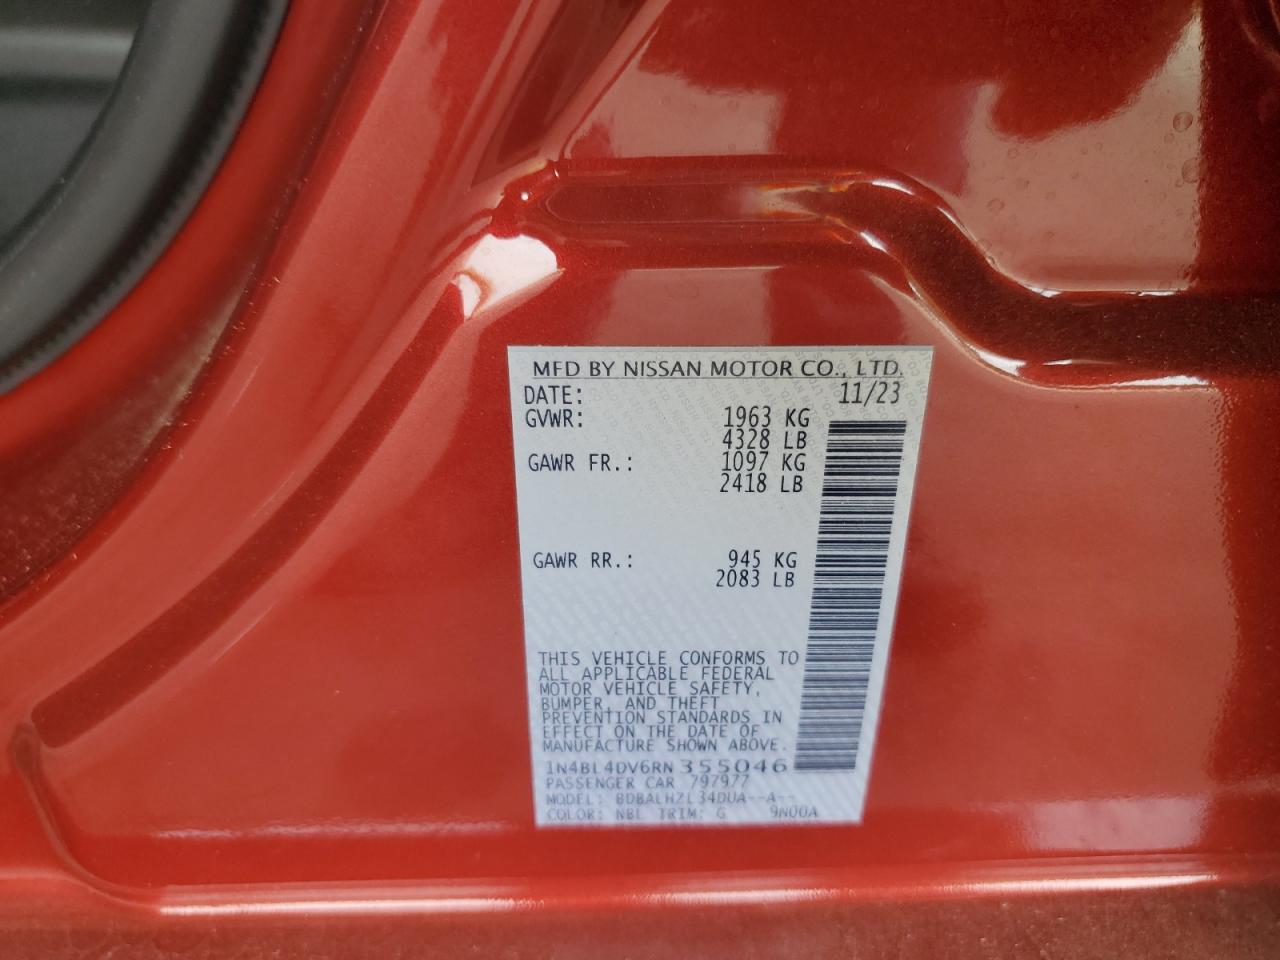 MFD BY NISSAN MOTOR CO., LTD.
DATE: 11/23
GVWR: 1963 KG
4328 LB
GAWR FR.: 1097 KG
2418 LB
GAWR RR.: 945 KG
2083 LB
THIS VEHICLE CONFORMS TO
ALL APPLICABLE FEDERAL
MOTOR VEHICLE SAFETY,
BUMPER, AND THEFT
PREVENTION STANDARDS IN
EFFECT ON THE DATE OF
MANUFACTURE SHOWN ABOVE.
1N4BL4DV6RN355046
PASSENGER CAR 797977
MODEL: BDBALHZL34DUA--A--
COLOR: NBL TRIM: G 9N00A